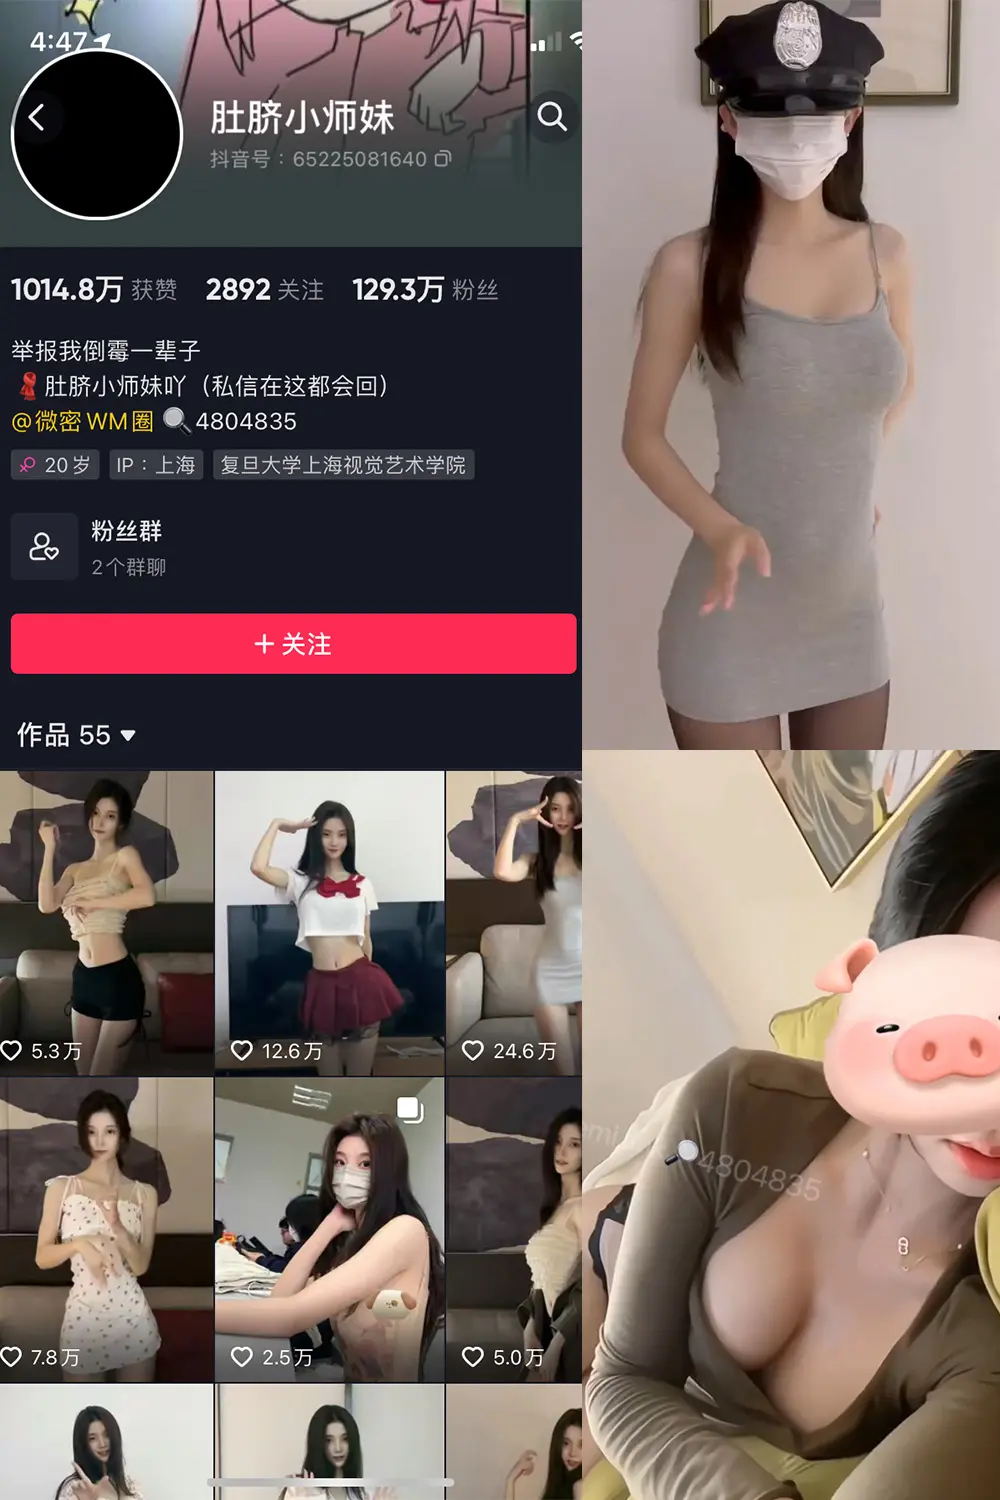 4:47
肚脐小师妹
抖音号：65225081640
1014.8万 获赞 2892 关注 129.3万 粉丝
举报我倒霉一辈子
肚脐小师妹吖（私信在这都会回）
@微密WM圈 4804835
20岁 IP：上海 复旦大学上海视觉艺术学院
粉丝群
2个群聊
+ 关注
作品 55
5.3万
12.6万
24.6万
7.8万
2.5万
5.0万
4804835